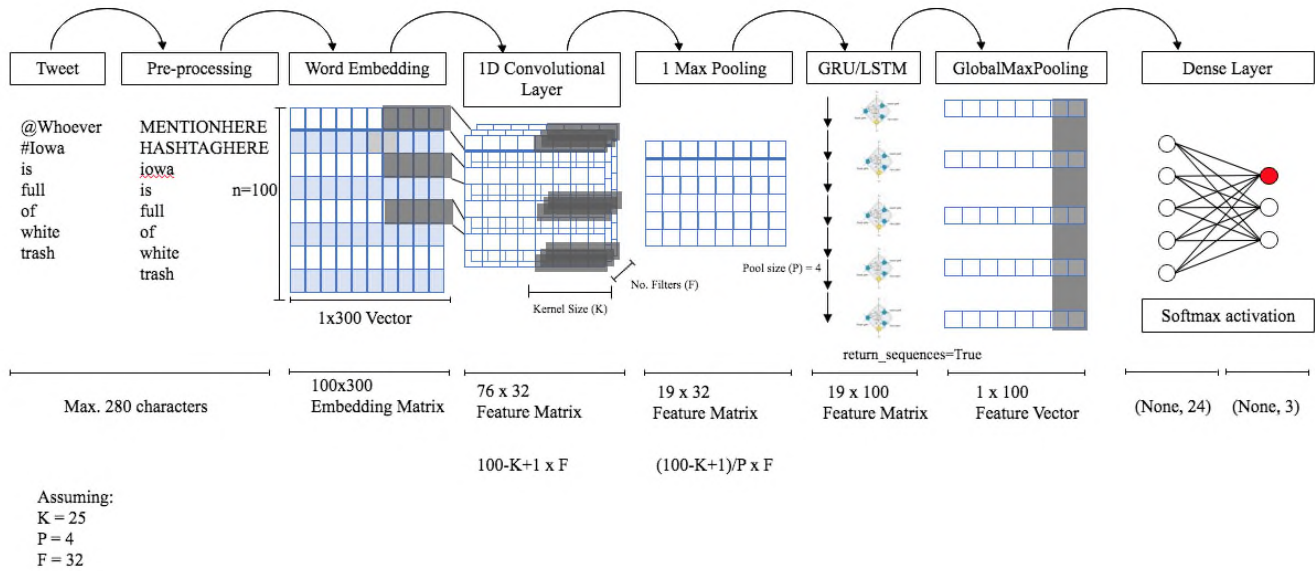 Tweet
Pre-processing
Word Embedding
1D Convolutional
Layer
1 Max Pooling
GRU/LSTM
GlobalMaxPooling
Dense Layer
@Whoever
#Iowa
is
full
of
white
trash
MENTIONHERE
HASHTAGHERE
iowa
is
full
of
white
trash
n=100
1x300 Vector
Kernel Size (K)
No. Filters (F)
Pool size (P) = 4
return_sequences=True
Softmax activation
Max. 280 characters
100x300
Embedding Matrix
76 x 32
Feature Matrix
100-K+1 x F
19 x 32
Feature Matrix
(100-K+1)/P x F
19 x 100
Feature Matrix
1 x 100
Feature Vector
(None, 24)
(None, 3)
Assuming:
K = 25
P = 4
F = 32